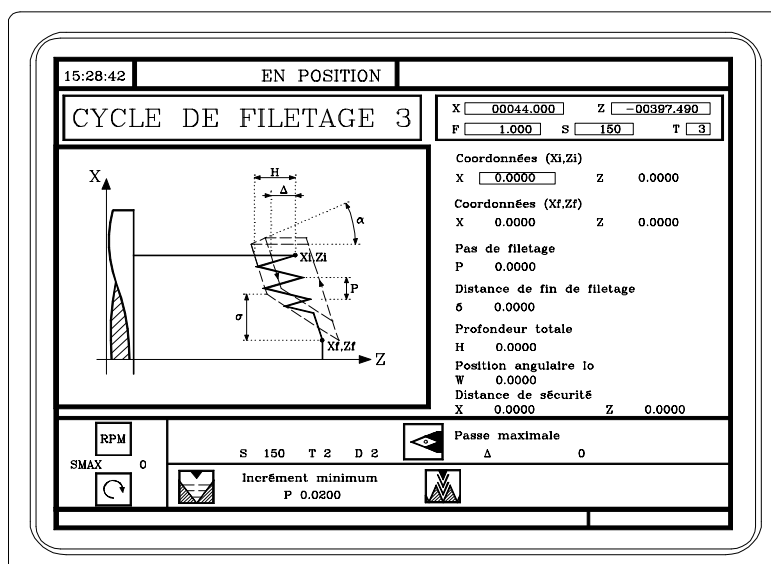 15:28:42 EN POSITION
CYCLE DE FILETAGE 3
X 00044.000 Z -00397.490
F 1.000 S 150 T 3
X
H
Δ
α
Xi,Zi
P
σ
Xf,Zf
Z
Coordonnées (Xi,Zi)
X 0.0000 Z 0.0000
Coordonnées (Xf,Zf)
X 0.0000 Z 0.0000
Pas de filetage
P 0.0000
Distance de fin de filetage
б 0.0000
Profondeur totale
H 0.0000
Position angulaire Io
W 0.0000
Distance de sécurité
X 0.0000 Z 0.0000
RPM
SMAX 0
S 150 T 2 D 2
Passe maximale
Δ 0
Incrément minimum
P 0.0200